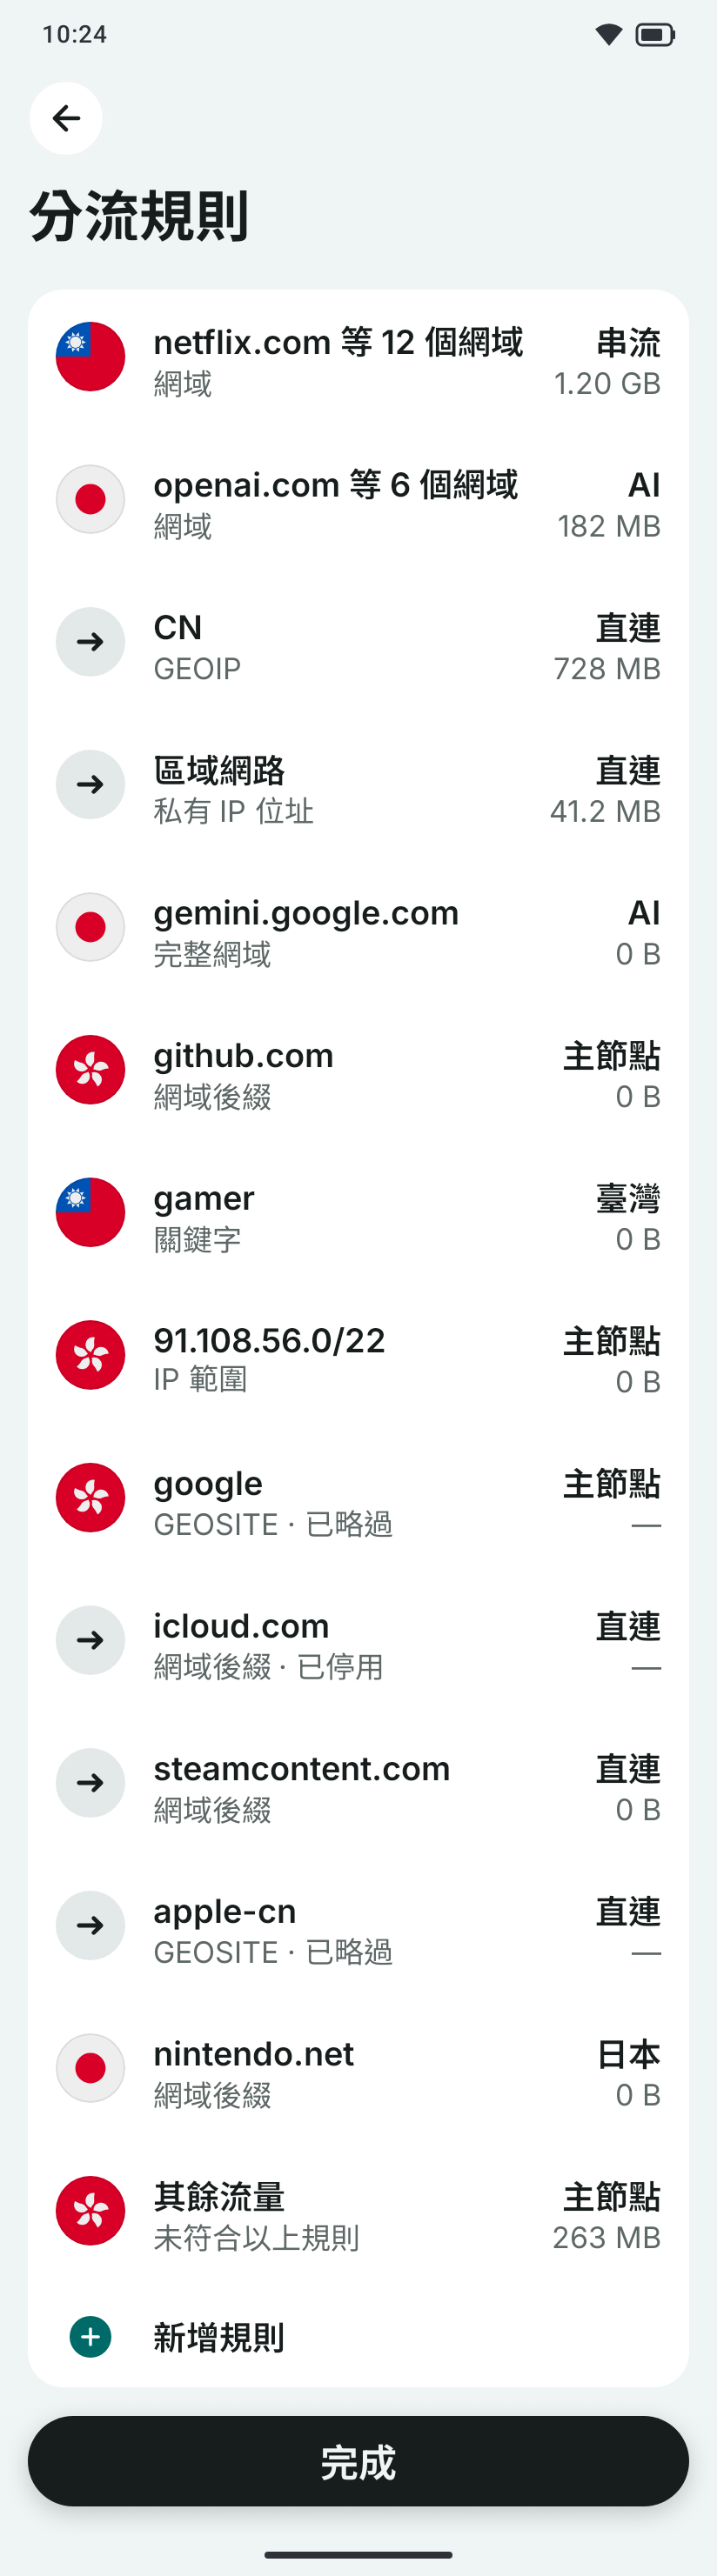 10:24
分流規則
netflix.com 等 12 個網域
串流
網域
1.20 GB
openai.com 等 6 個網域
AI
網域
182 MB
CN
直連
GEOIP
728 MB
區域網路
直連
私有 IP 位址
41.2 MB
gemini.google.com
AI
完整網域
0 B
github.com
主節點
網域後綴
0 B
gamer
臺灣
關鍵字
0 B
91.108.56.0/22
主節點
IP 範圍
0 B
google
主節點
GEOSITE · 已略過
—
icloud.com
直連
網域後綴 · 已停用
—
steamcontent.com
直連
網域後綴
0 B
apple-cn
直連
GEOSITE · 已略過
—
nintendo.net
日本
網域後綴
0 B
其餘流量
主節點
未符合以上規則
263 MB
新增規則
完成